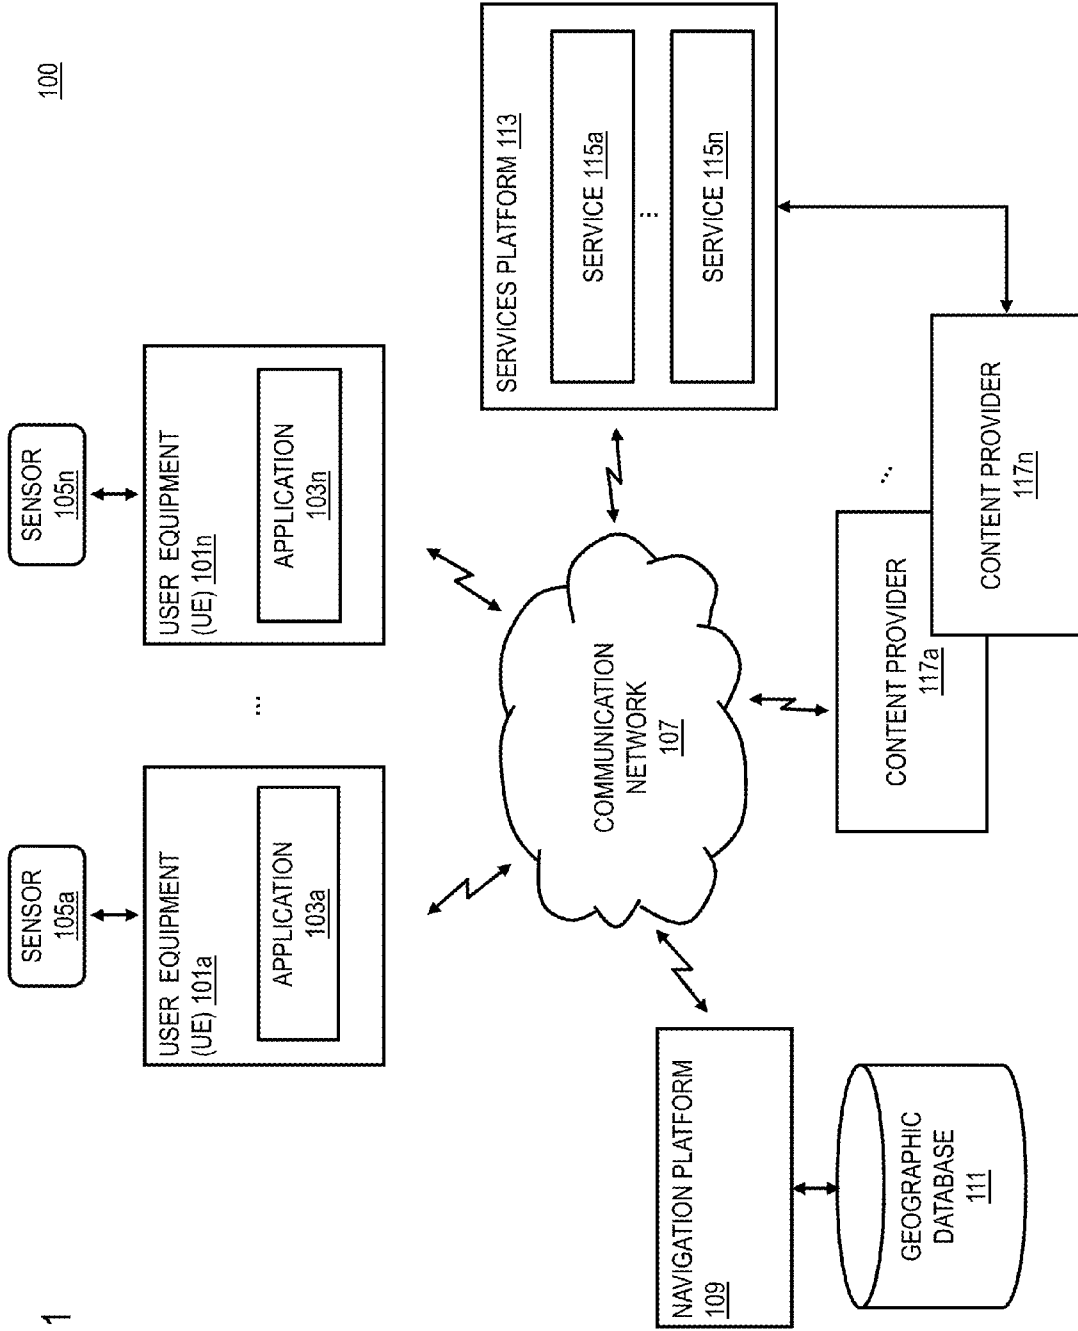 1
100
SENSOR
105a
SENSOR
105n
USER EQUIPMENT
(UE) 101a
APPLICATION
103a
...
USER EQUIPMENT
(UE) 101n
APPLICATION
103n
COMMUNICATION
NETWORK
107
SERVICES PLATFORM 113
SERVICE 115a
...
SERVICE 115n
NAVIGATION PLATFORM
109
GEOGRAPHIC
DATABASE
111
CONTENT PROVIDER
117a
...
CONTENT PROVIDER
117n